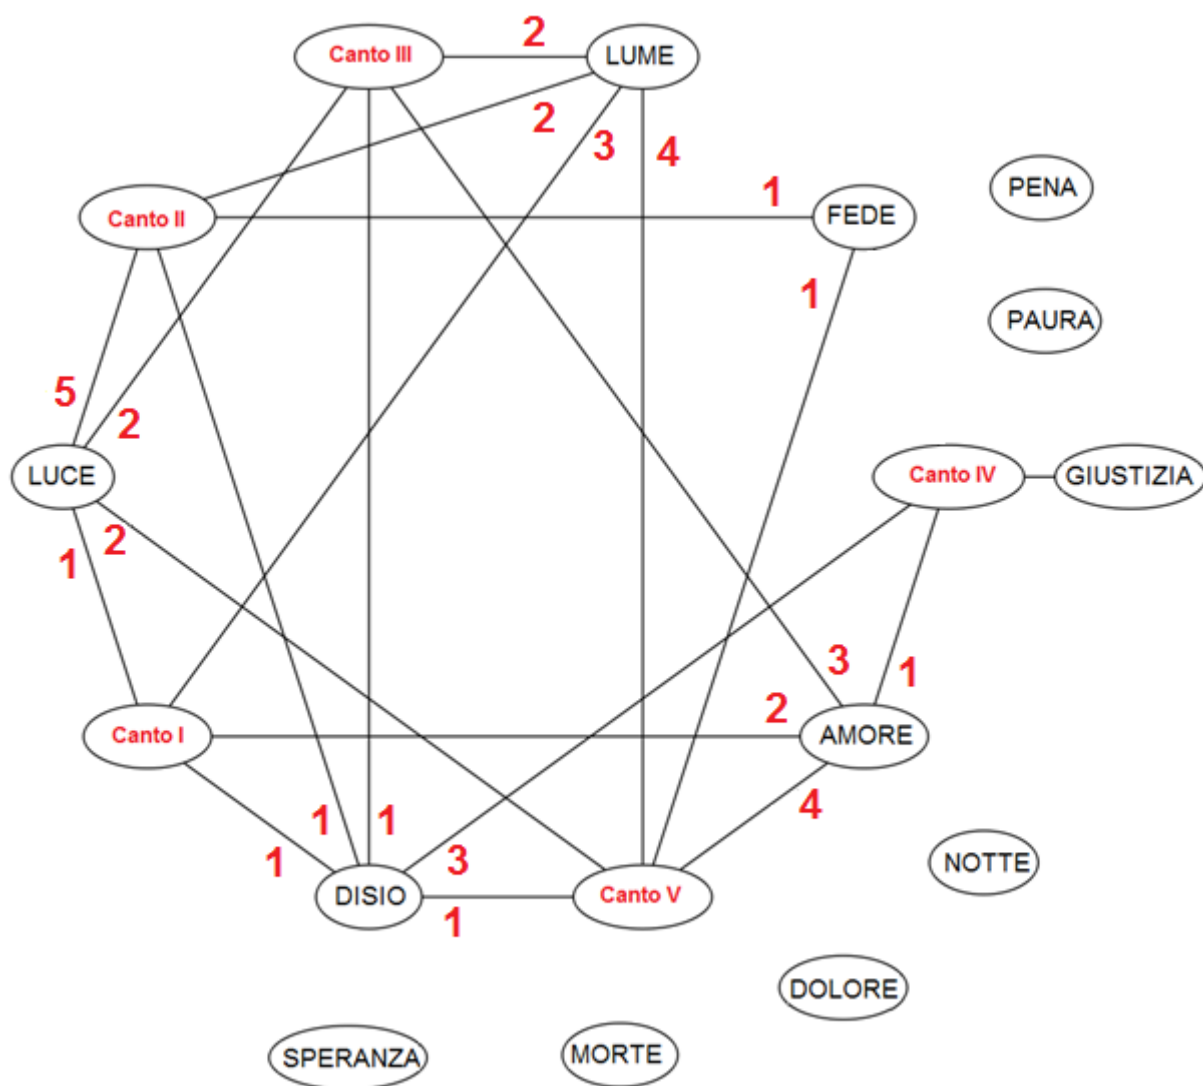 2
Canto III
LUME
2
3
4
PENA
1
Canto II
FEDE
1
PAURA
5
2
LUCE
Canto IV
GIUSTIZIA
2
1
3
1
2
Canto I
AMORE
1
1
4
1
3
NOTTE
DISIO
Canto V
1
DOLORE
SPERANZA
MORTE